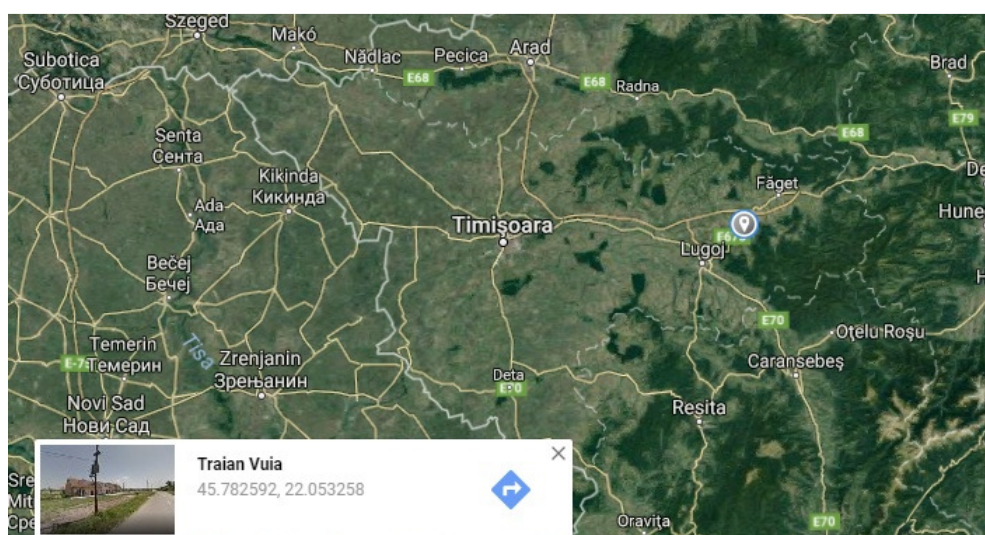 Szeged
Makó
Nădlac
Pecica
Arad
E68
E68
Radna
Brad
E79
E68
Subotica
Суботица
Senta
Сента
Kikinda
Кикинда
Ada
Ада
Făget
Lugoj
Timișoara
Bečej
Бечеј
Tisa
E70
Oțelu Roșu
Temerin
Темерин
Zrenjanin
Зрењанин
Caransebeș
Deta
E70
Novi Sad
Нови Сад
Reșița
Oravița
E70
Traian Vuia
45.782592, 22.053258